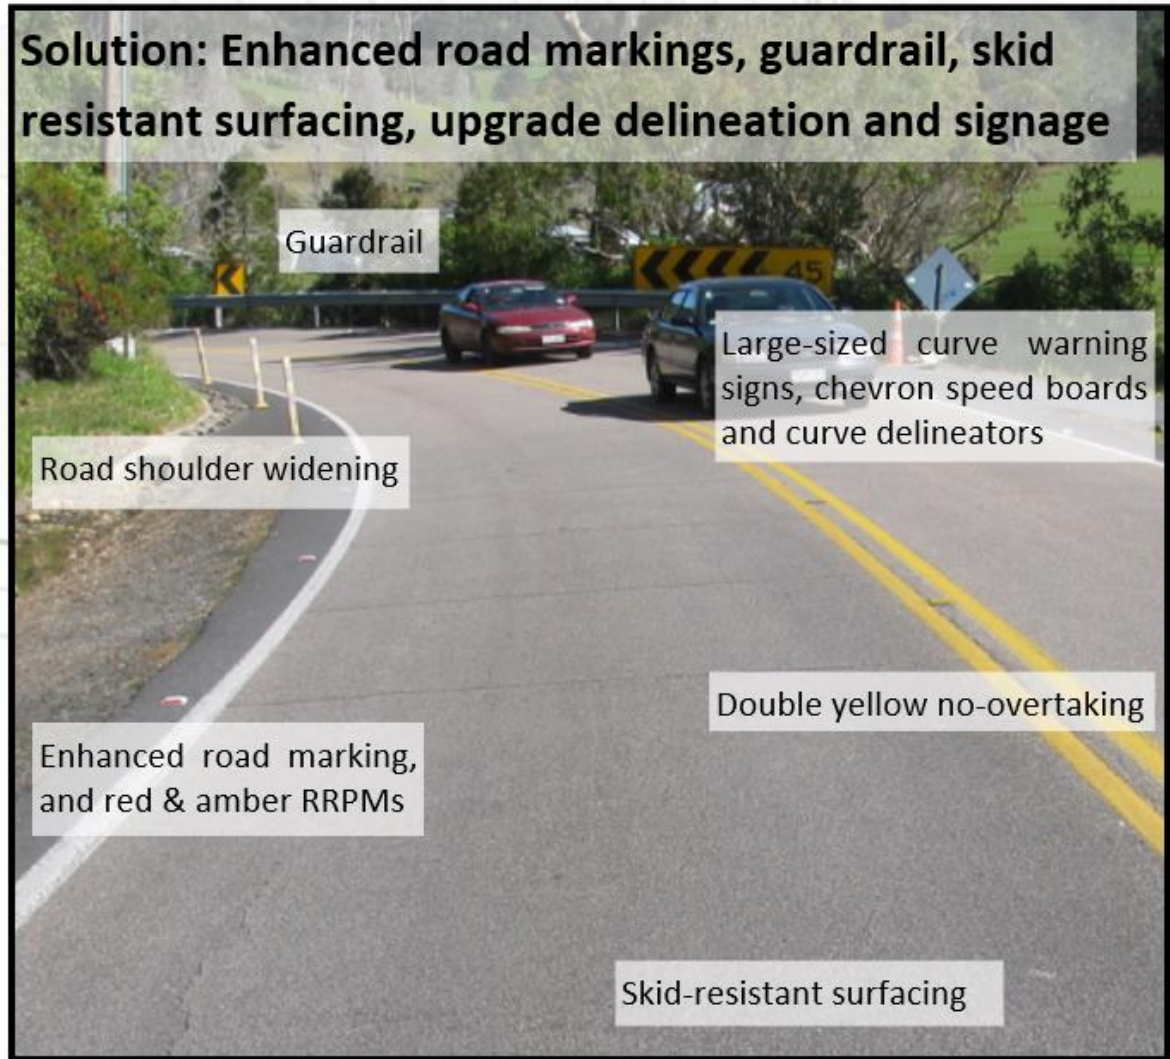 Solution: Enhanced road markings, guardrail, skid
resistant surfacing, upgrade delineation and signage
Guardrail
45
Large-sized curve warning
signs, chevron speed boards
and curve delineators
Road shoulder widening
Double yellow no-overtaking
Enhanced road marking,
and red & amber RRPMs
Skid-resistant surfacing